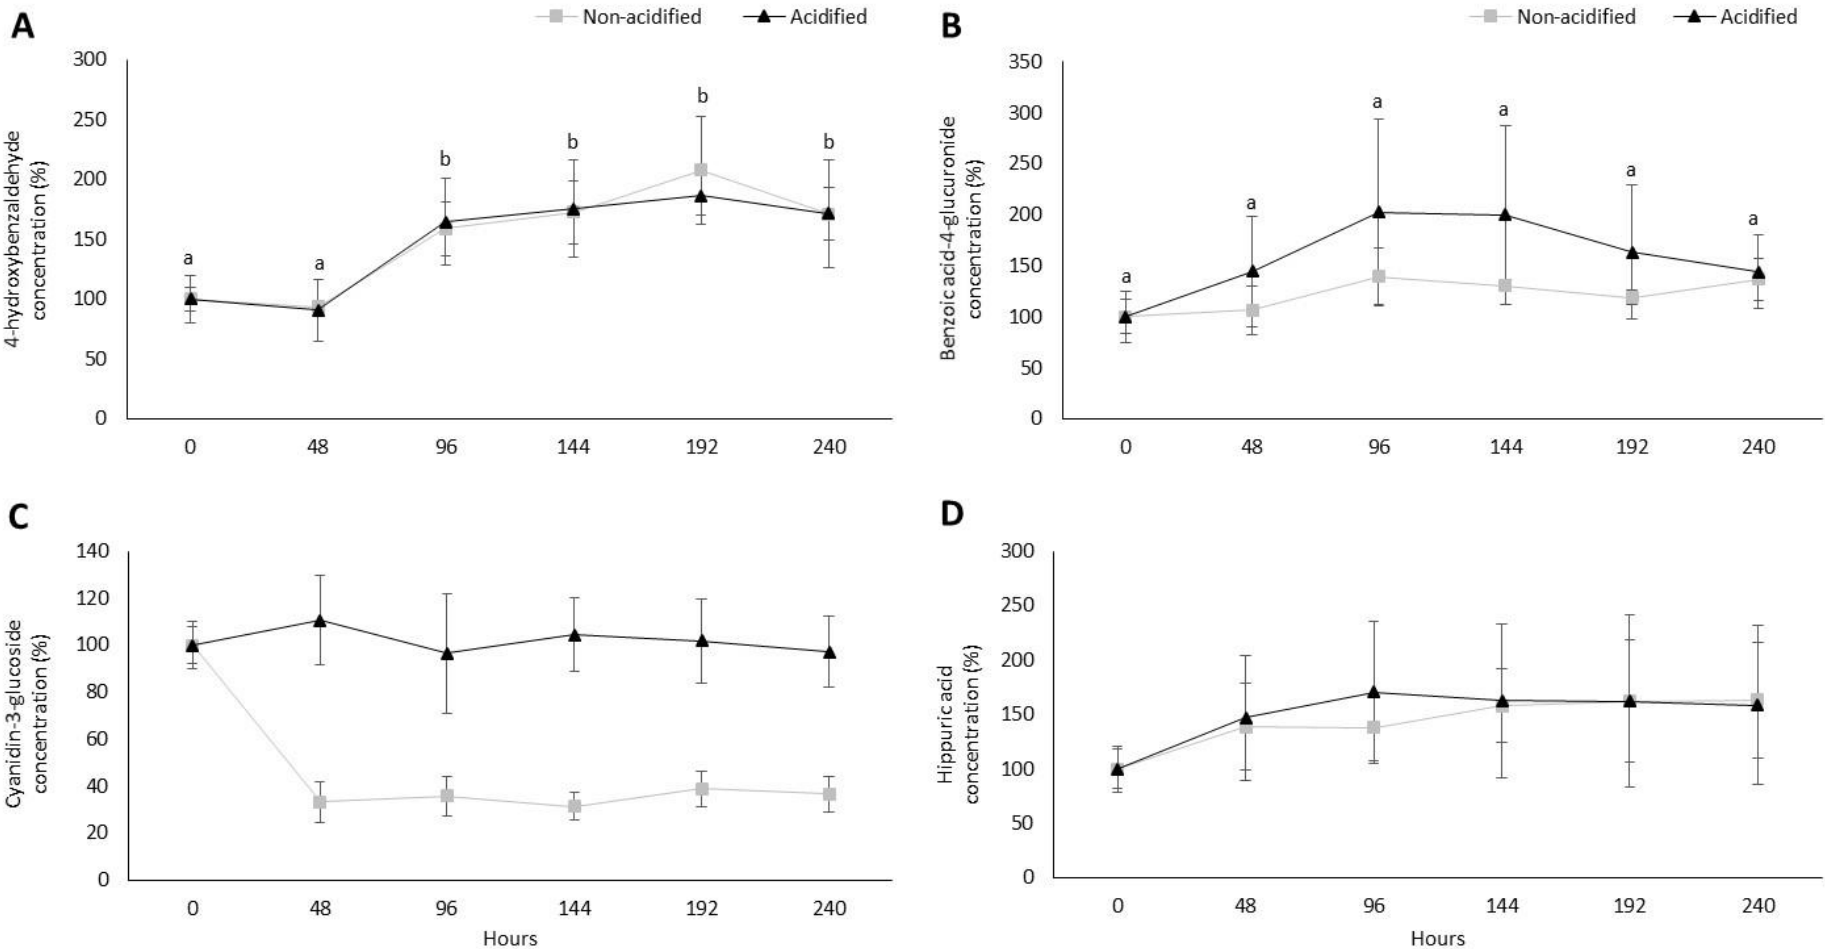 A
Non-acidified
Acidified
300
250
200
150
100
50
0
4-hydroxybenzaldehyde
concentration (%)
a
a
b
b
b
b
0 48 96 144 192 240
B
Non-acidified
Acidified
350
300
250
200
150
100
50
0
Benzoic acid-4-glucuronide
concentration (%)
a
a
a
a
a
a
0 48 96 144 192 240
C
140
120
100
80
60
40
20
0
Cyanidin-3-glucoside
concentration (%)
0 48 96 144 192 240
Hours
D
300
250
200
150
100
50
0
Hippuric acid
concentration (%)
0 48 96 144 192 240
Hours